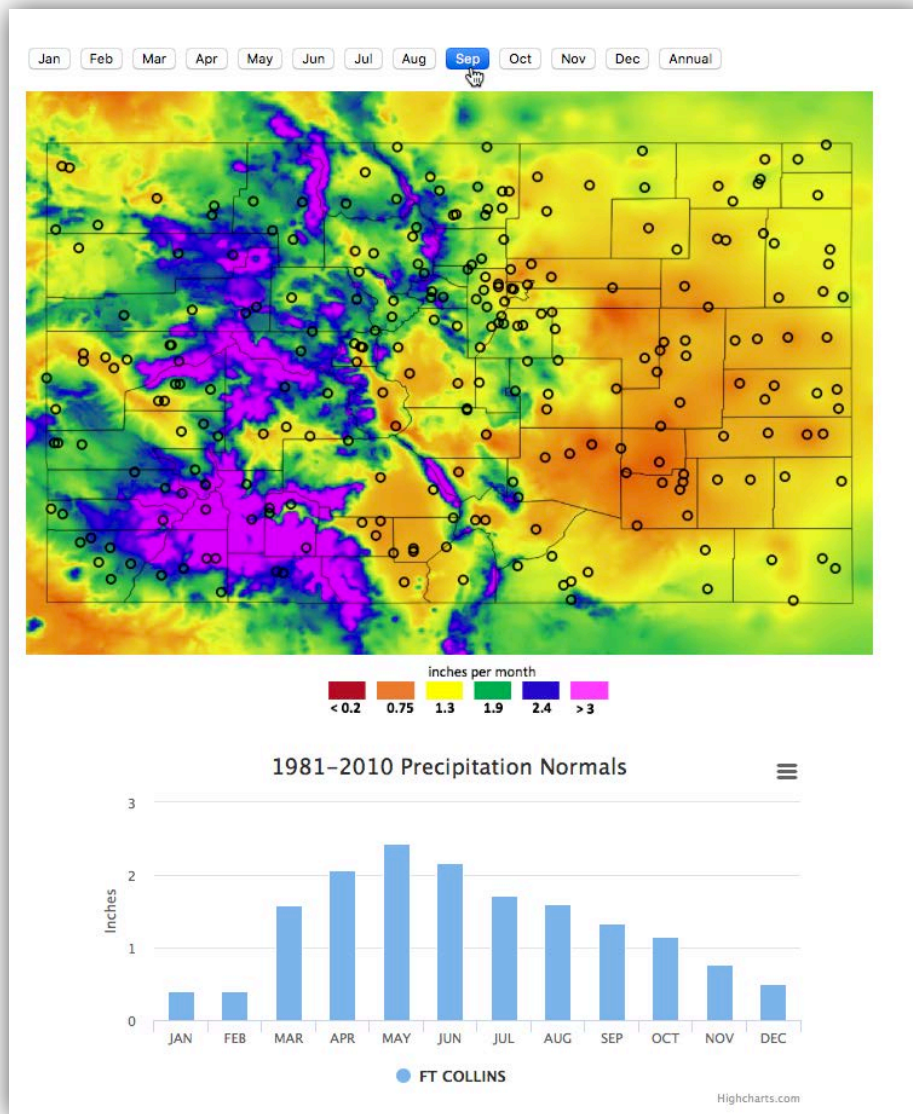 Jan Feb Mar Apr May Jun Jul Aug Sep Oct Nov Dec Annual
inches per month
< 0.2 0.75 1.3 1.9 2.4 > 3
1981–2010 Precipitation Normals
3
2
1
0
Inches
JAN FEB MAR APR MAY JUN JUL AUG SEP OCT NOV DEC
FT COLLINS
Highcharts.com